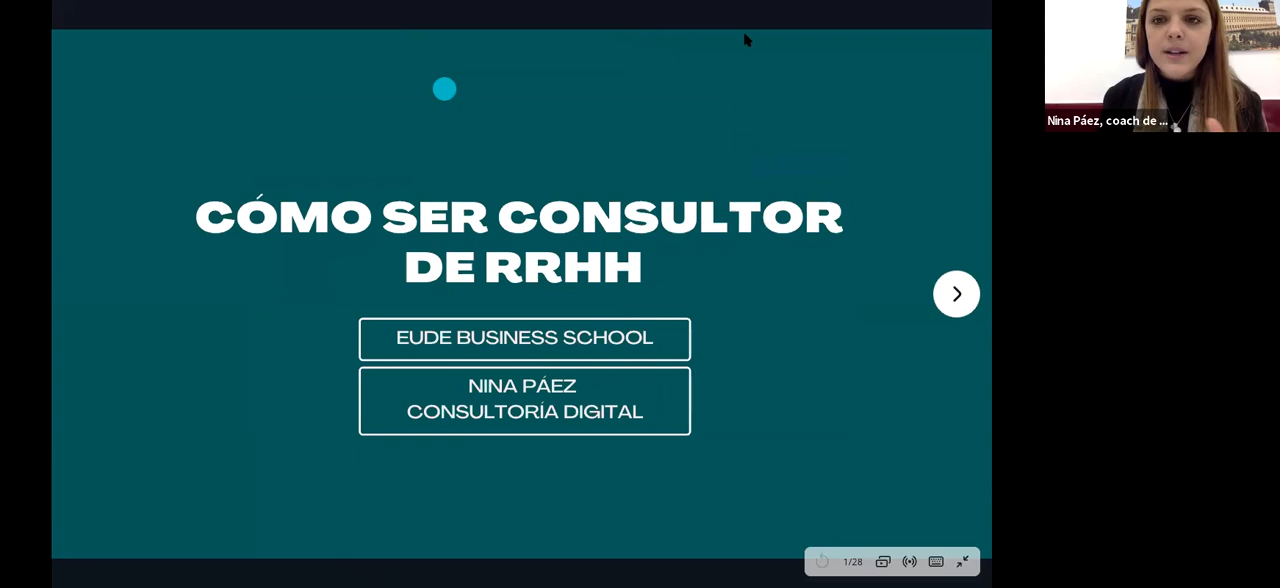 CÓMO SER CONSULTOR
DE RRHH
EUDE BUSINESS SCHOOL
NINA PÁEZ
CONSULTORÍA DIGITAL
Nina Páez, coach de ...
1/28